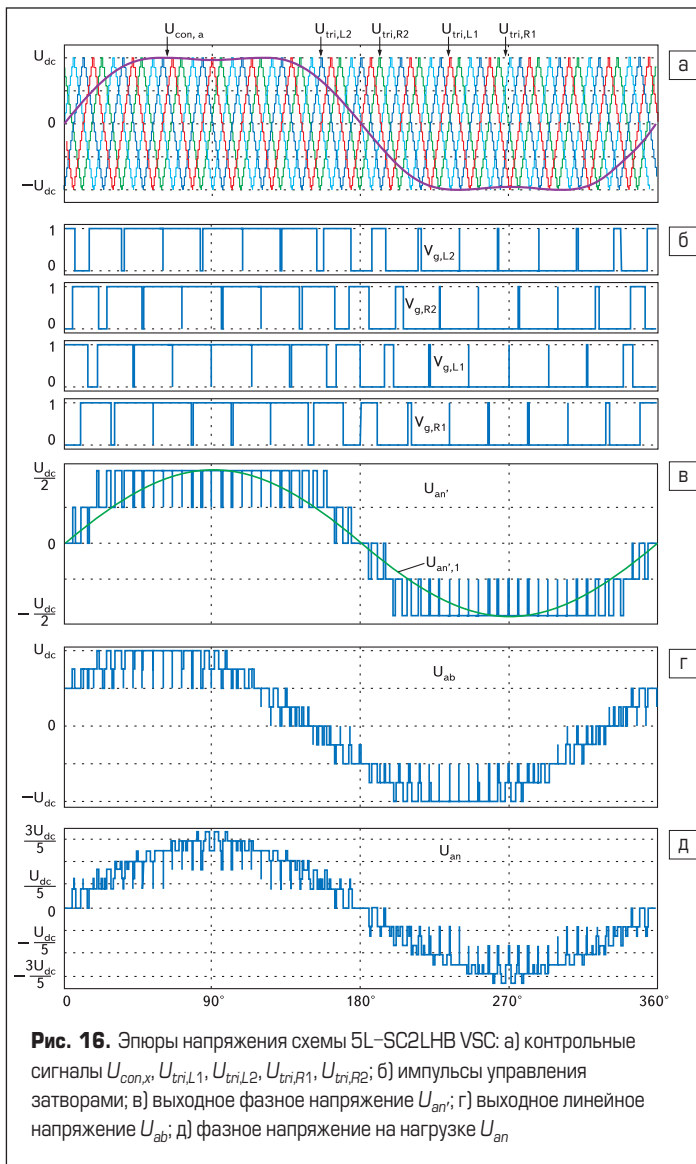 U_con, a U_tri,L2 U_tri,R2 U_tri,L1 U_tri,R1
U_dc
0
−U_dc
а
1
0
V_g,L2
б
1
0
V_g,R2
1
0
V_g,L1
1
0
V_g,R1
U_dc
2
0
− U_dc
2
U_an'
U_an',1
в
U_dc
0
−U_dc
U_ab
г
3U_dc
5
U_dc
5
0
− U_dc
5
−3U_dc
5
U_an
д
0 90° 180° 270° 360°
Рис. 16. Эпюры напряжения схемы 5L–SC2LHB VSC: а) контрольные
сигналы U_con,x, U_tri,L1, U_tri,L2, U_tri,R1, U_tri,R2; б) импульсы управления
затворами; в) выходное фазное напряжение U_an'; г) выходное линейное
напряжение U_ab; д) фазное напряжение на нагрузке U_an